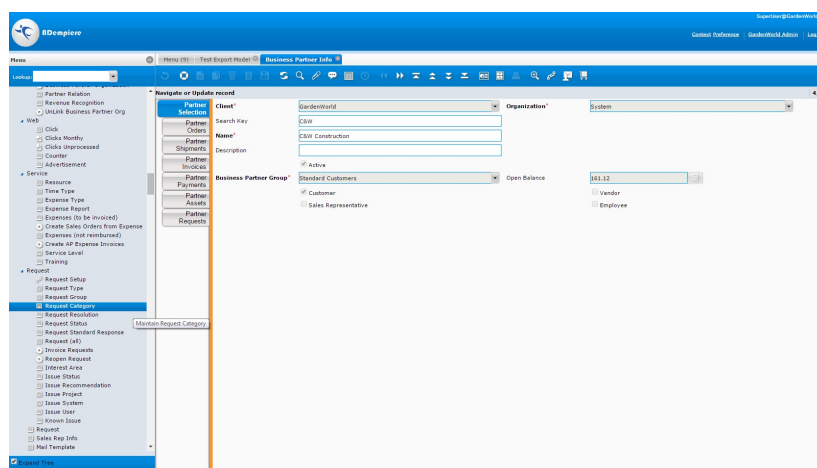 SuperUser@GardenWorld
ADempiere
Context Preference GardenWorld Admin Log
Menu
Menu (9) Test Export Model Business Partner Info
Lookup:
Navigate or Update record
Partner Relation
Revenue Recognition
UnLink Business Partner Org
Web
Click
Clicks Monthy
Clicks Unprocessed
Counter
Advertisement
Service
Resource
Time Type
Expense Type
Expense Report
Expenses (to be invoiced)
Create Sales Orders from Expense
Expenses (not reimbursed)
Create AP Expense Invoices
Service Level
Training
Request
Request Setup
Request Type
Request Group
Request Category
Request Resolution
Request Status
Request Standard Response
Request (all)
Invoice Requests
Reopen Request
Interest Area
Issue Status
Issue Recommendation
Issue Project
Issue System
Issue User
Known Issue
Request
Sales Rep Info
Mail Template
Expand Tree
Maintain Request Category
Partner Selection
Partner Orders
Partner Shipments
Partner Invoices
Partner Payments
Partner Assets
Partner Requests
Client* GardenWorld Organization* System
Search Key C&W
Name* C&W Construction
Description
Active
Business Partner Group* Standard Customers Open Balance 161.12
Customer Vendor
Sales Representative Employee